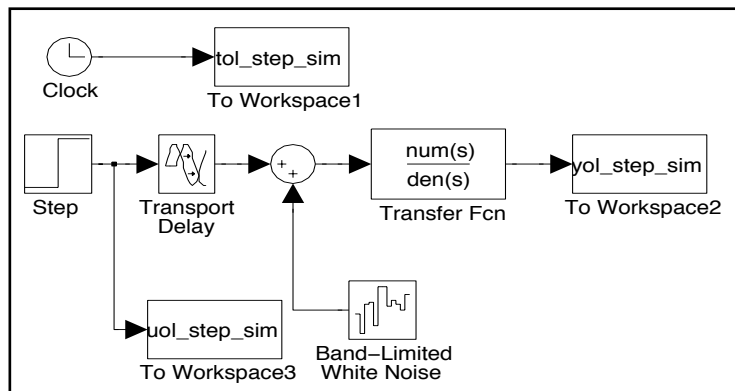 tol_step_sim
Clock
To Workspace1
num(s)
den(s)
yol_step_sim
+
+
Step
Transport
Delay
Transfer Fcn
To Workspace2
uol_step_sim
To Workspace3
Band-Limited
White Noise